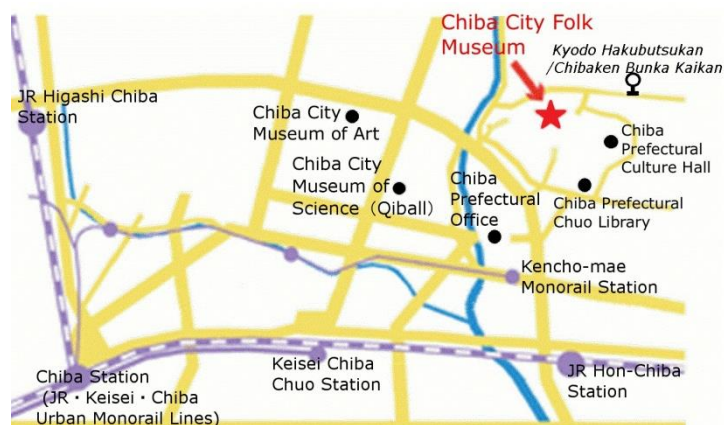 Chiba City Folk
Museum
Kyodo Hakubutsukan
/Chibaken Bunka Kaikan
JR Higashi Chiba
Station
Chiba City
Museum of Art
Chiba
Prefectural
Culture Hall
Chiba City
Museum of
Science（Qiball）
Chiba
Prefectural
Office
Chiba Prefectural
Chuo Library
Kencho-mae
Monorail Station
Keisei Chiba
Chuo Station
JR Hon-Chiba
Station
Chiba Station
(JR・Keisei・Chiba
Urban Monorail Lines)